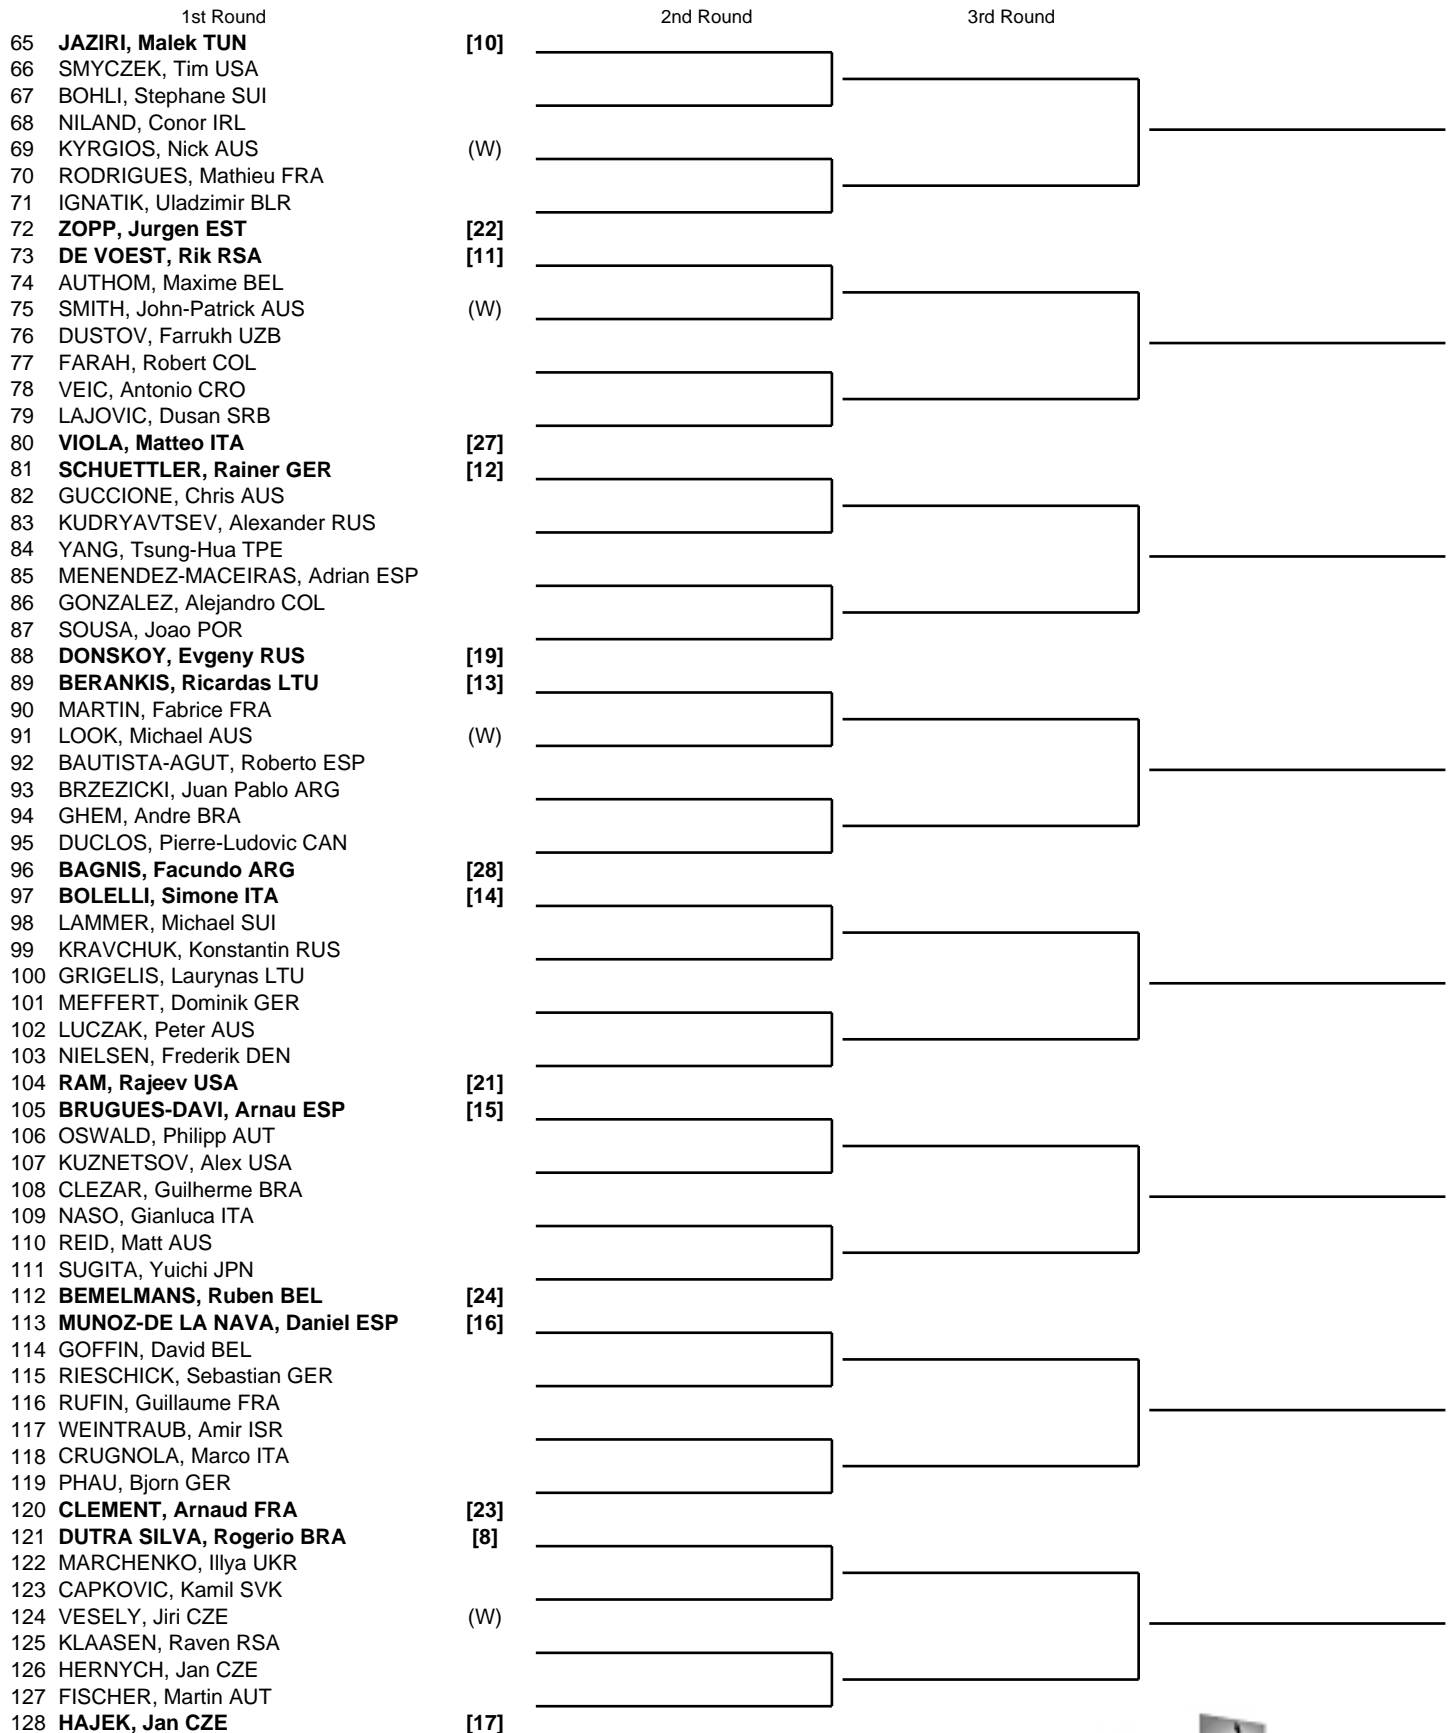 1st Round 2nd Round 3rd Round
65 JAZIRI, Malek TUN [10]
66 SMYCZEK, Tim USA
67 BOHLI, Stephane SUI
68 NILAND, Conor IRL
69 KYRGIOS, Nick AUS (W)
70 RODRIGUES, Mathieu FRA
71 IGNATIK, Uladzimir BLR
72 ZOPP, Jurgen EST [22]
73 DE VOEST, Rik RSA [11]
74 AUTHOM, Maxime BEL
75 SMITH, John-Patrick AUS (W)
76 DUSTOV, Farrukh UZB
77 FARAH, Robert COL
78 VEIC, Antonio CRO
79 LAJOVIC, Dusan SRB
80 VIOLA, Matteo ITA [27]
81 SCHUETTLER, Rainer GER [12]
82 GUCCIONE, Chris AUS
83 KUDRYAVTSEV, Alexander RUS
84 YANG, Tsung-Hua TPE
85 MENENDEZ-MACEIRAS, Adrian ESP
86 GONZALEZ, Alejandro COL
87 SOUSA, Joao POR
88 DONSKOY, Evgeny RUS [19]
89 BERANKIS, Ricardas LTU [13]
90 MARTIN, Fabrice FRA
91 LOOK, Michael AUS (W)
92 BAUTISTA-AGUT, Roberto ESP
93 BRZEZICKI, Juan Pablo ARG
94 GHEM, Andre BRA
95 DUCLOS, Pierre-Ludovic CAN
96 BAGNIS, Facundo ARG [28]
97 BOLELLI, Simone ITA [14]
98 LAMMER, Michael SUI
99 KRAVCHUK, Konstantin RUS
100 GRIGELIS, Laurynas LTU
101 MEFFERT, Dominik GER
102 LUCZAK, Peter AUS
103 NIELSEN, Frederik DEN
104 RAM, Rajeev USA [21]
105 BRUGUES-DAVI, Arnau ESP [15]
106 OSWALD, Philipp AUT
107 KUZNETSOV, Alex USA
108 CLEZAR, Guilherme BRA
109 NASO, Gianluca ITA
110 REID, Matt AUS
111 SUGITA, Yuichi JPN
112 BEMELMANS, Ruben BEL [24]
113 MUNOZ-DE LA NAVA, Daniel ESP [16]
114 GOFFIN, David BEL
115 RIESCHICK, Sebastian GER
116 RUFIN, Guillaume FRA
117 WEINTRAUB, Amir ISR
118 CRUGNOLA, Marco ITA
119 PHAU, Bjorn GER
120 CLEMENT, Arnaud FRA [23]
121 DUTRA SILVA, Rogerio BRA [8]
122 MARCHENKO, Illya UKR
123 CAPKOVIC, Kamil SVK
124 VESELY, Jiri CZE (W)
125 KLAASEN, Raven RSA
126 HERNYCH, Jan CZE
127 FISCHER, Martin AUT
128 HAJEK, Jan CZE [17]